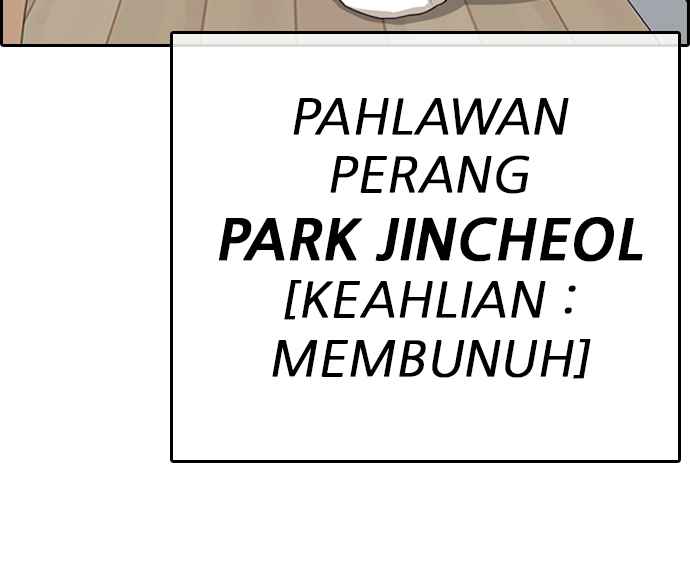 PAHLAWAN
PERANG
PARK JINCHEOL
[KEAHLIAN :
MEMBUNUH]